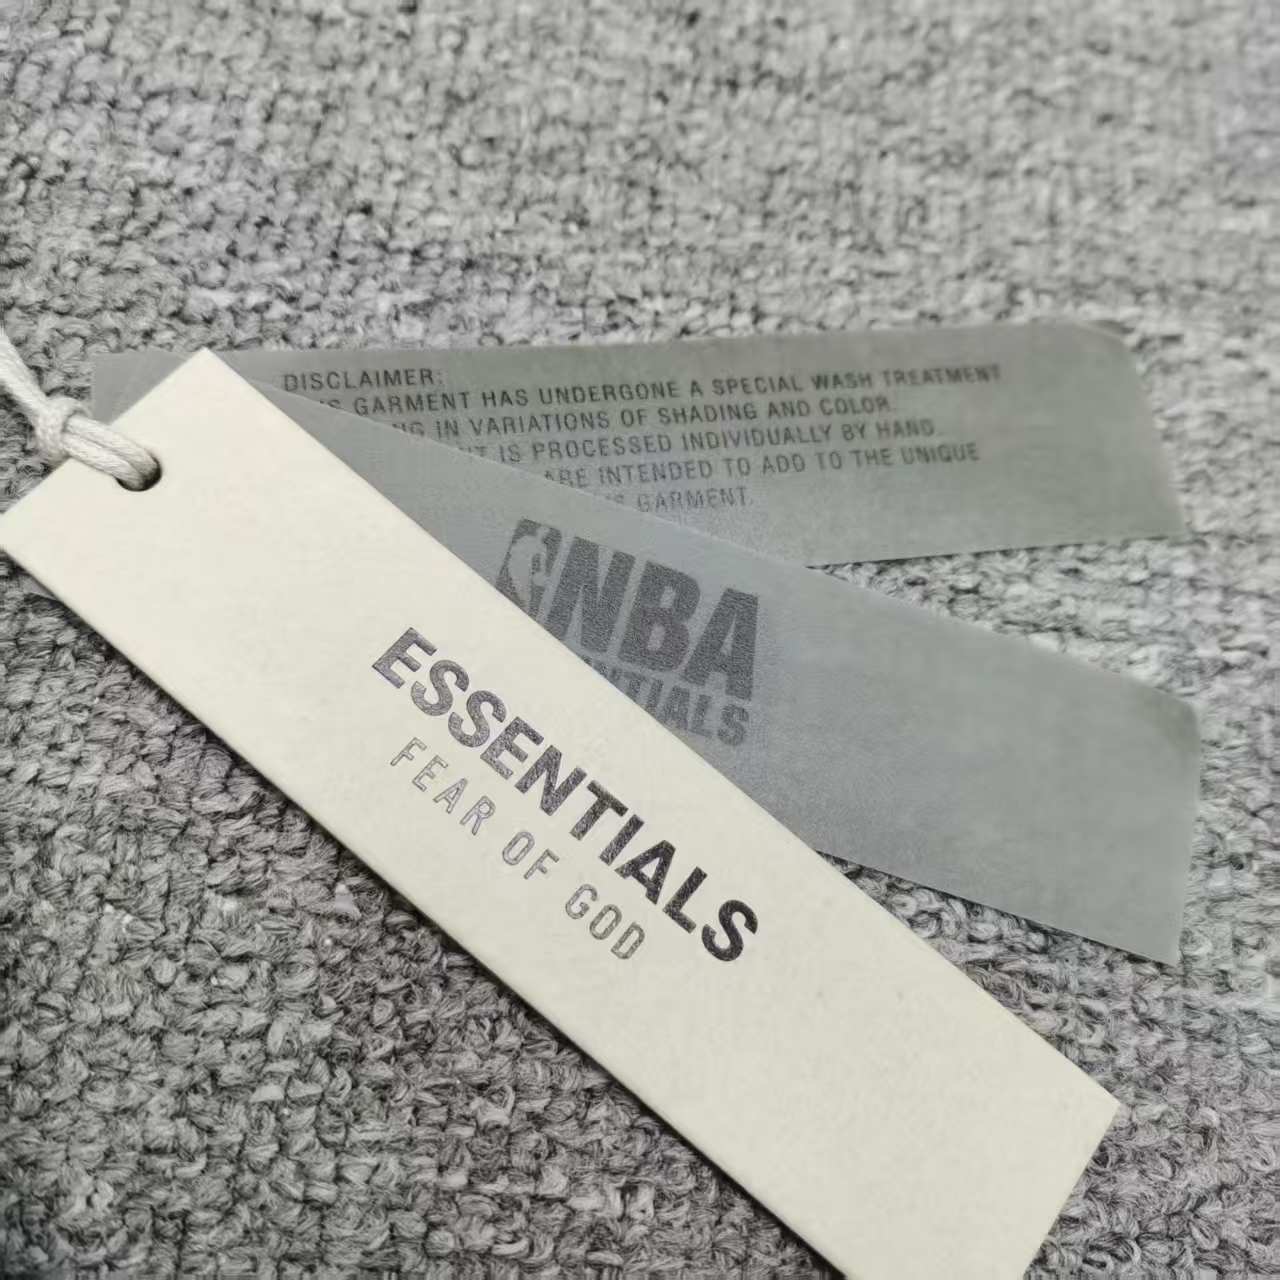 DISCLAIMER:
GARMENT HAS UNDERGONE A SPECIAL WASH TREATMENT
IN VARIATIONS OF SHADING AND COLOR.
IS PROCESSED INDIVIDUALLY BY HAND.
ARE INTENDED TO ADD TO THE UNIQUE
GARMENT.
NBA
ESSENTIALS
FEAR OF GOD